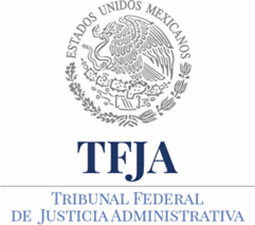 ESTADOS UNIDOS MEXICANOS
TFJA
TRIBUNAL FEDERAL
DE JUSTICIA ADMINISTRATIVA